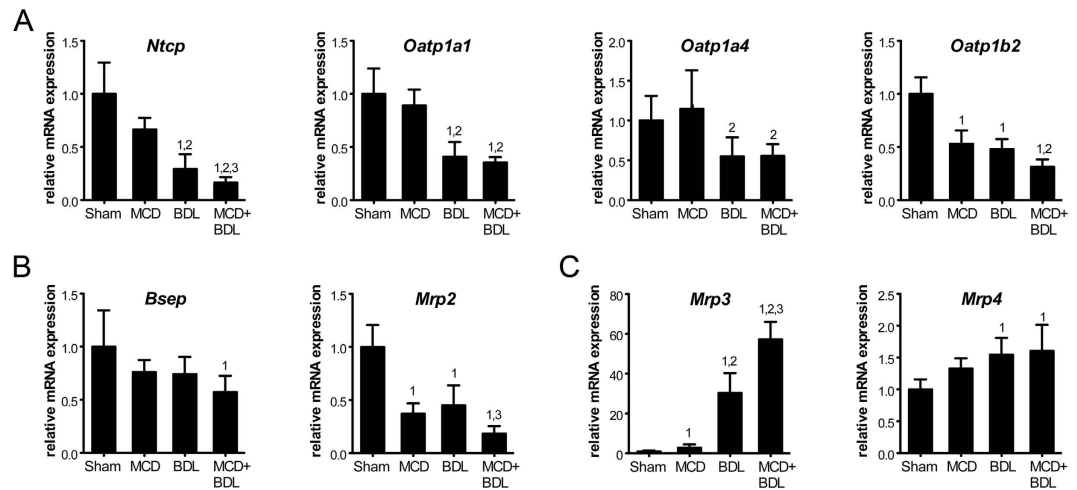 A
Ntcp
relative mRNA expression
1.5
1.0
0.5
0.0
1,2
1,2,3
Sham MCD BDL MCD+
BDL
Oatp1a1
relative mRNA expression
1.5
1.0
0.5
0.0
1,2
1,2
Sham MCD BDL MCD+
BDL
Oatp1a4
relative mRNA expression
2.0
1.5
1.0
0.5
0.0
2
2
Sham MCD BDL MCD+
BDL
Oatp1b2
relative mRNA expression
1.5
1.0
0.5
0.0
1
1
1,2
Sham MCD BDL MCD+
BDL
B
Bsep
relative mRNA expression
1.5
1.0
0.5
0.0
1
Sham MCD BDL MCD+
BDL
Mrp2
relative mRNA expression
1.5
1.0
0.5
0.0
1
1
1,3
Sham MCD BDL MCD+
BDL
C
Mrp3
relative mRNA expression
80
60
40
20
0
1
1,2
1,2,3
Sham MCD BDL MCD+
BDL
Mrp4
relative mRNA expression
2.5
2.0
1.5
1.0
0.5
0.0
1
1
Sham MCD BDL MCD+
BDL